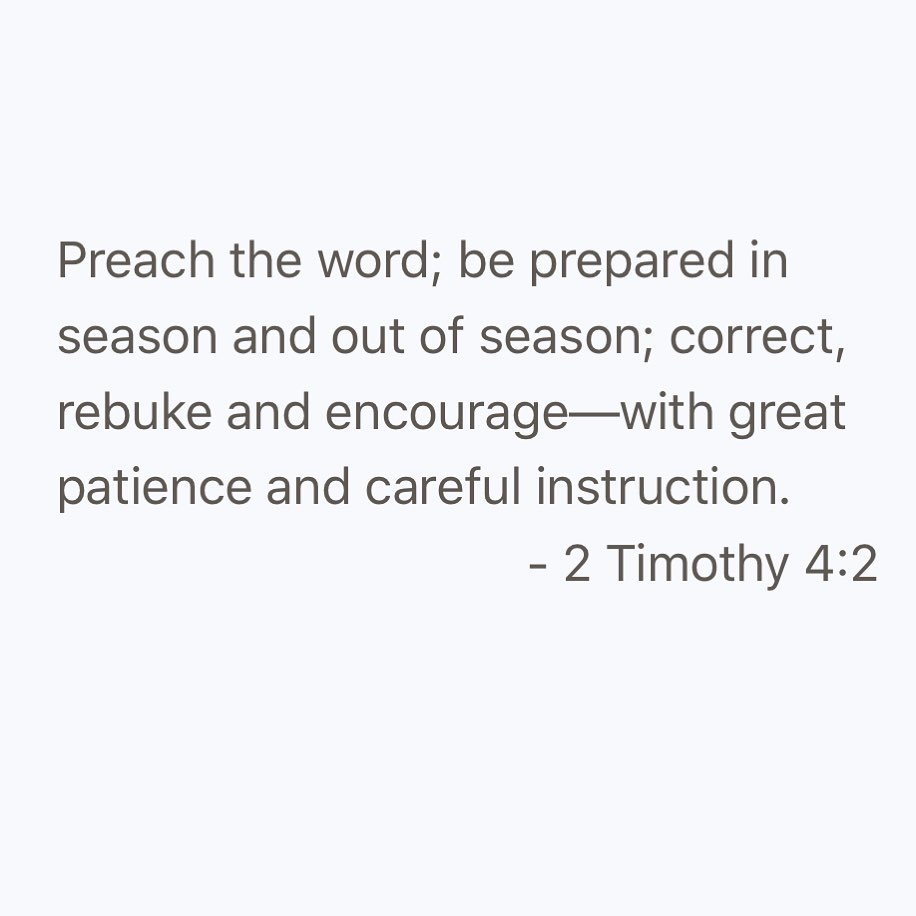 Preach the word; be prepared in
season and out of season; correct,
rebuke and encourage—with great
patience and careful instruction.
- 2 Timothy 4:2